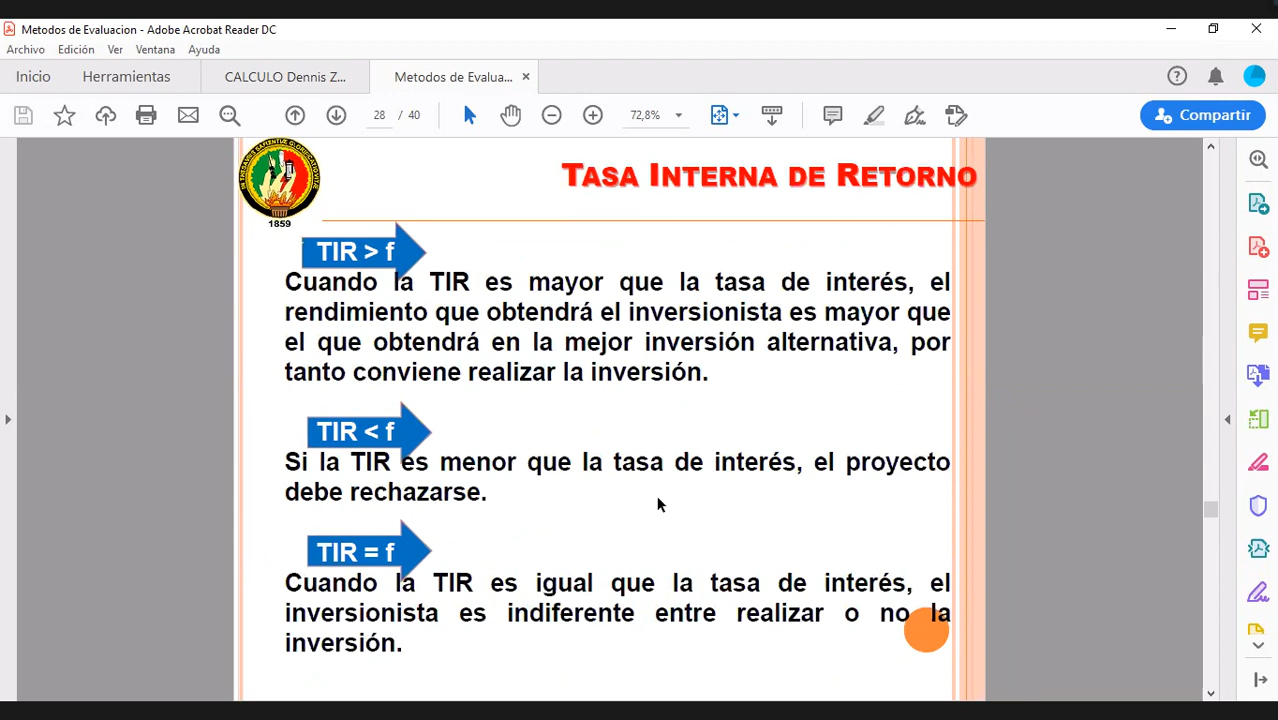 Metodos de Evaluacion - Adobe Acrobat Reader DC
Archivo Edición Ver Ventana Ayuda
Inicio Herramientas CALCULO Dennis Z... Metodos de Evalua... ×
28 / 40 72,8% Compartir
TASA INTERNA DE RETORNO
1859
TIR > f
Cuando la TIR es mayor que la tasa de interés, el
rendimiento que obtendrá el inversionista es mayor que
el que obtendrá en la mejor inversión alternativa, por
tanto conviene realizar la inversión.
TIR < f
Si la TIR es menor que la tasa de interés, el proyecto
debe rechazarse.
TIR = f
Cuando la TIR es igual que la tasa de interés, el
inversionista es indiferente entre realizar o no la
inversión.